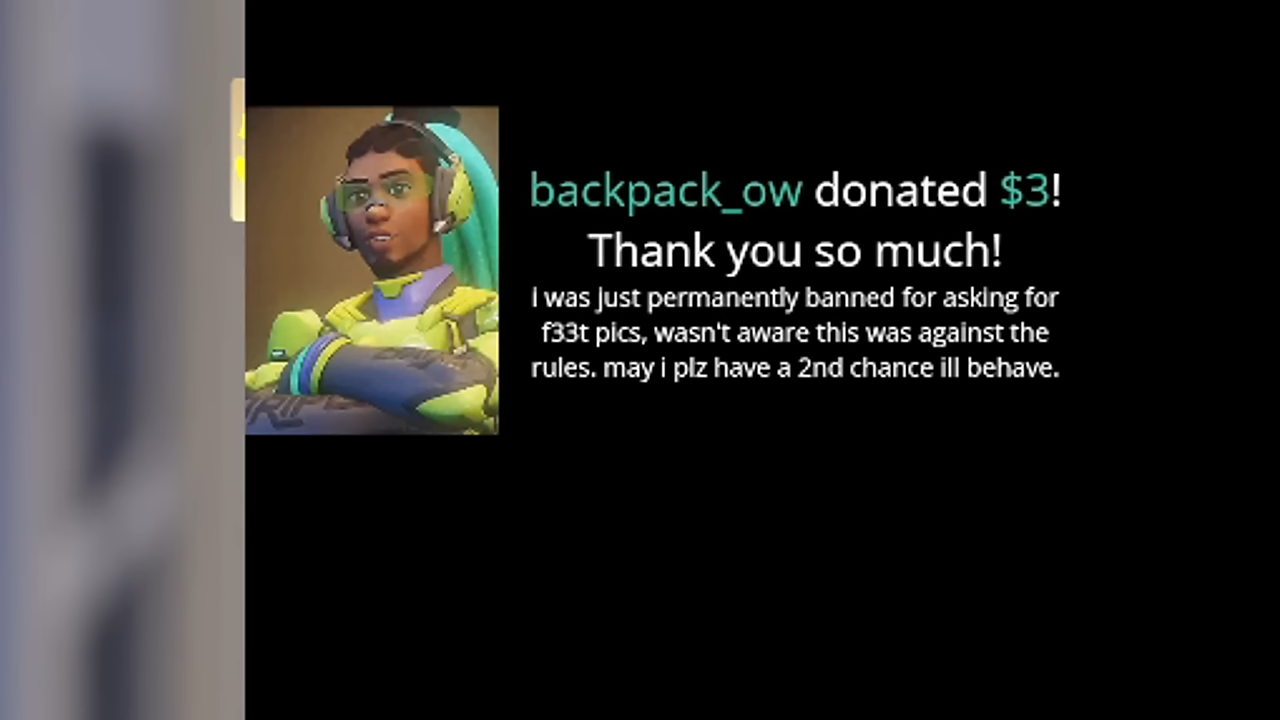 backpack_ow donated $3!
Thank you so much!
i was just permanently banned for asking for
f33t pics, wasn't aware this was against the
rules. may i plz have a 2nd chance ill behave.